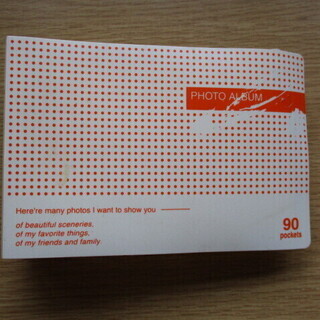 PHOTO ALBUM
Here're many photos I want to show you
of beautiful sceneries,
of my favorite things,
of my friends and family.
90
pockets